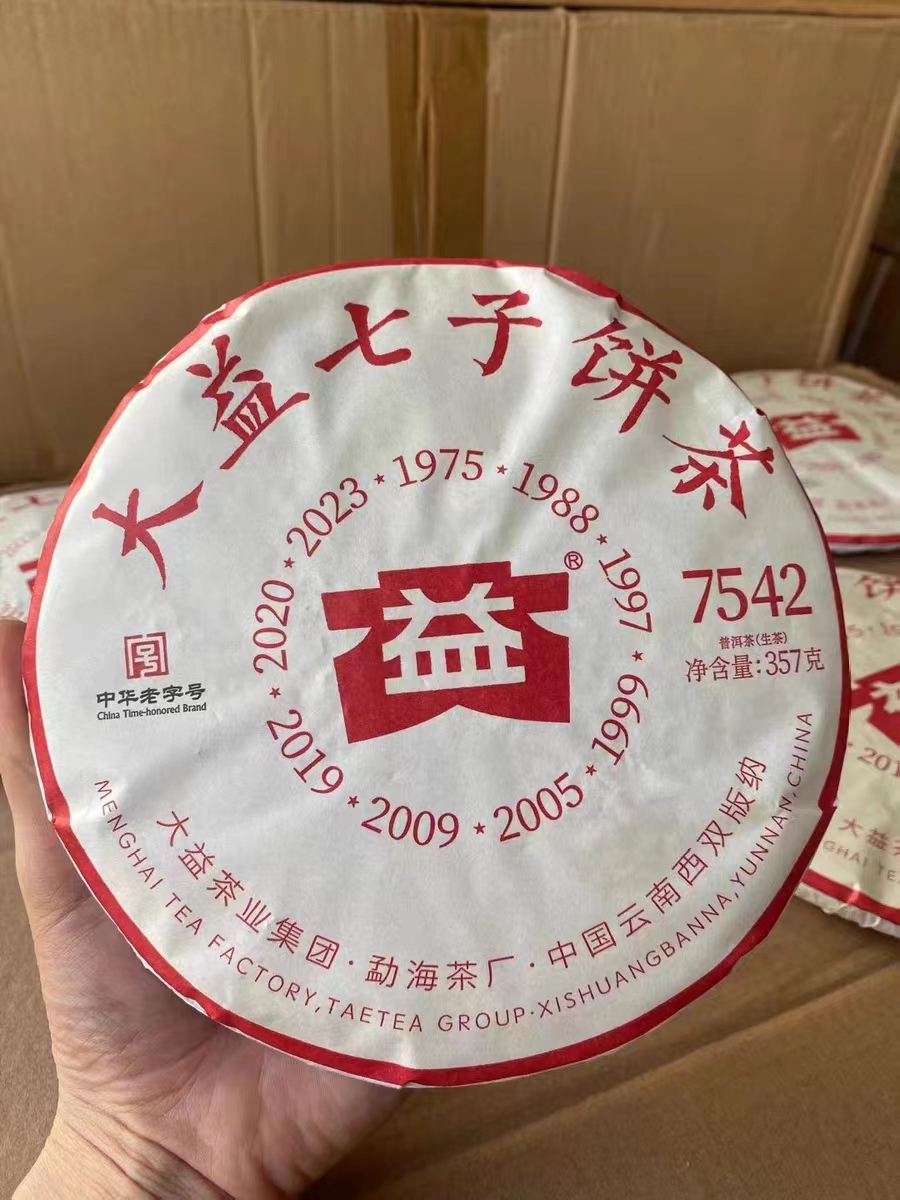 大益七子饼茶
1975★1988★1997★1999★2005★2009★2019★2020★2023★
益®
7542
普洱茶(生茶)
净含量:357克
中华老字号
China Time-honored Brand
大益茶业集团·勐海茶厂·中国云南西双版纳
MENGHAI TEA FACTORY,TAETEA GROUP·XISHUANGBANNA,YUNNAN,CHINA
益
大益